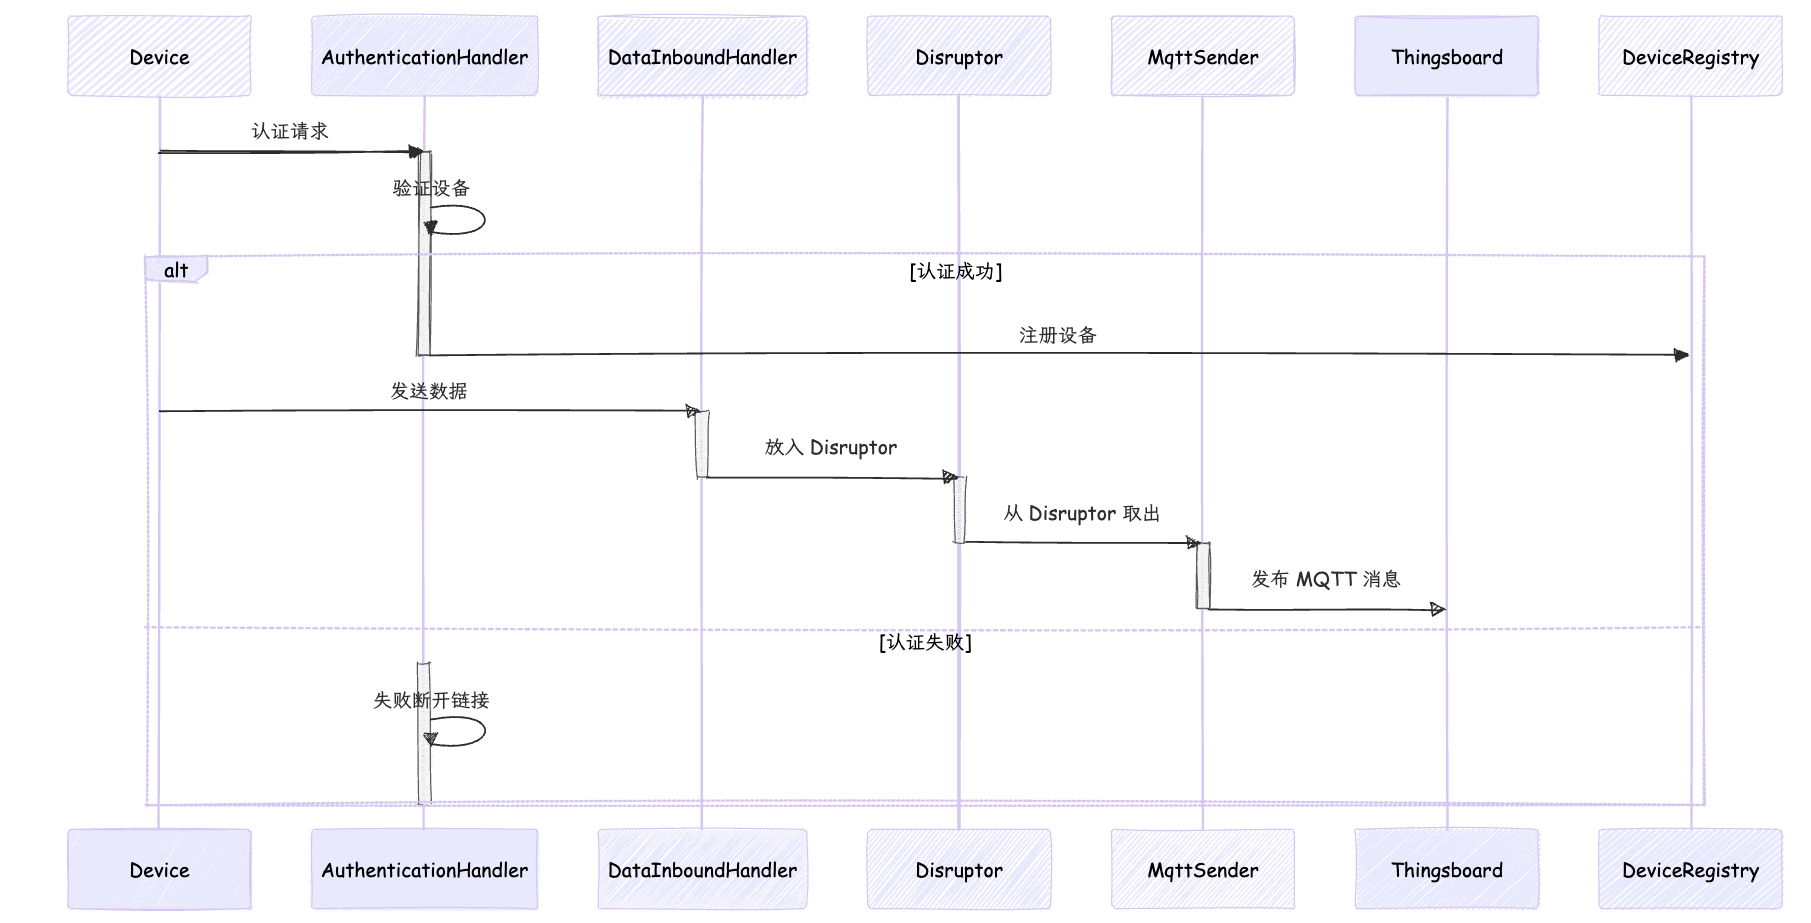 Device
AuthenticationHandler
DataInboundHandler
Disruptor
MqttSender
Thingsboard
DeviceRegistry
认证请求
验证设备
alt
[认证成功]
注册设备
发送数据
放入 Disruptor
从 Disruptor 取出
发布 MQTT 消息
[认证失败]
失败断开链接
Device
AuthenticationHandler
DataInboundHandler
Disruptor
MqttSender
Thingsboard
DeviceRegistry